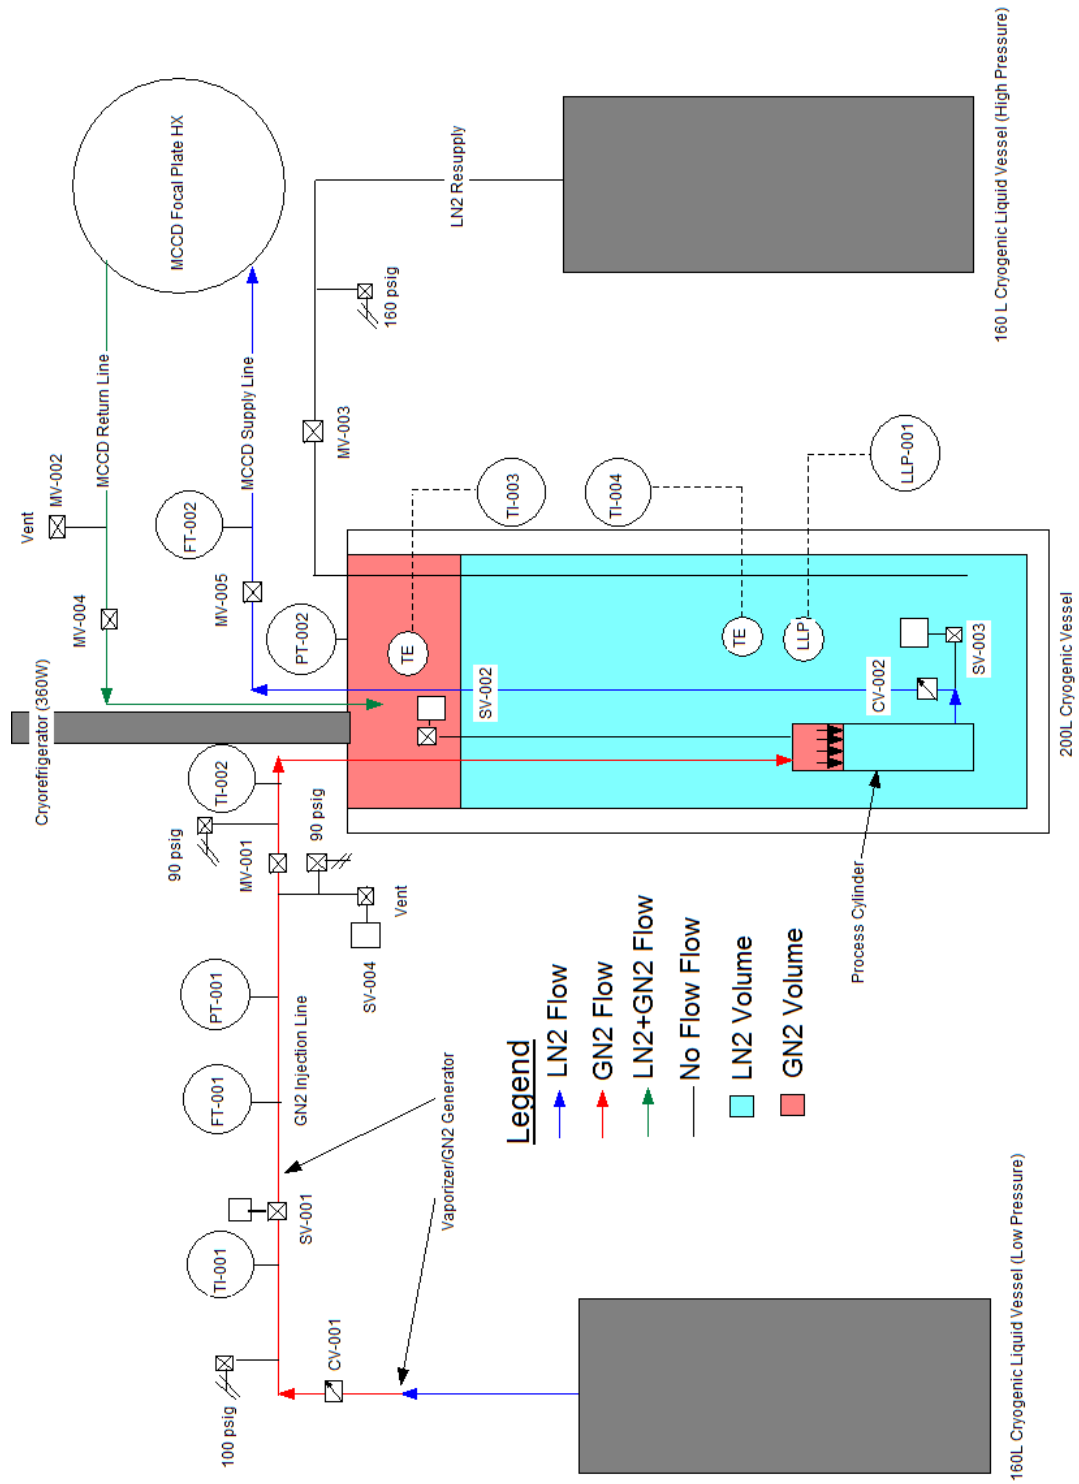 160L Cryogenic Liquid Vessel (Low Pressure)
100 psig
CV-001
TI-001
SV-001
Vaporizer/GN2 Generator
FT-001
GN2 Injection Line
PT-001
SV-004
Vent
90 psig
MV-001
90 psig
TI-002
Cryorefrigerator (360W)
MV-004
Vent
MV-002
MCCD Return Line
MCCD Focal Plate HX
MV-005
FT-002
MCCD Supply Line
PT-002
TE
TI-003
SV-002
TE
TI-004
LLP
LLP-001
CV-002
SV-003
Process Cylinder
200L Cryogenic Vessel
MV-003
160 psig
LN2 Resupply
160 L Cryogenic Liquid Vessel (High Pressure)
Legend
LN2 Flow
GN2 Flow
LN2+GN2 Flow
No Flow Flow
LN2 Volume
GN2 Volume